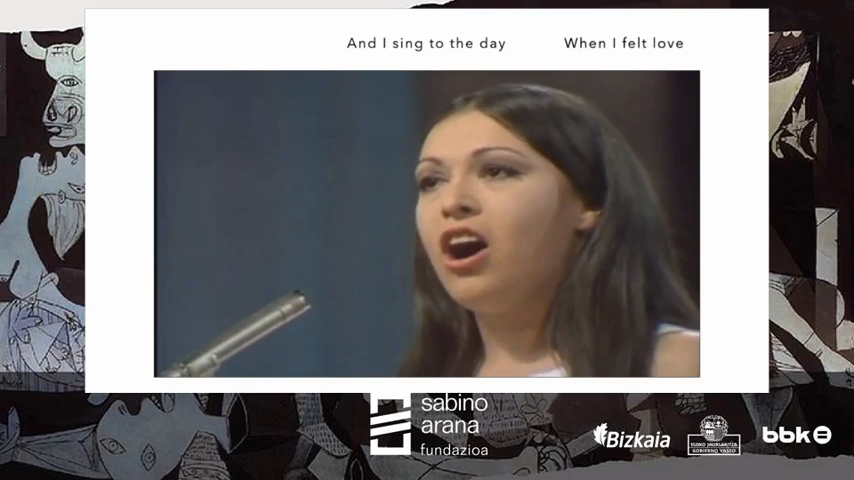 And I sing to the day When I felt love
sabino
arana
fundazioa
Bizkaia
EUSKO JAURLARITZA
GOBIERNO VASCO
bbk